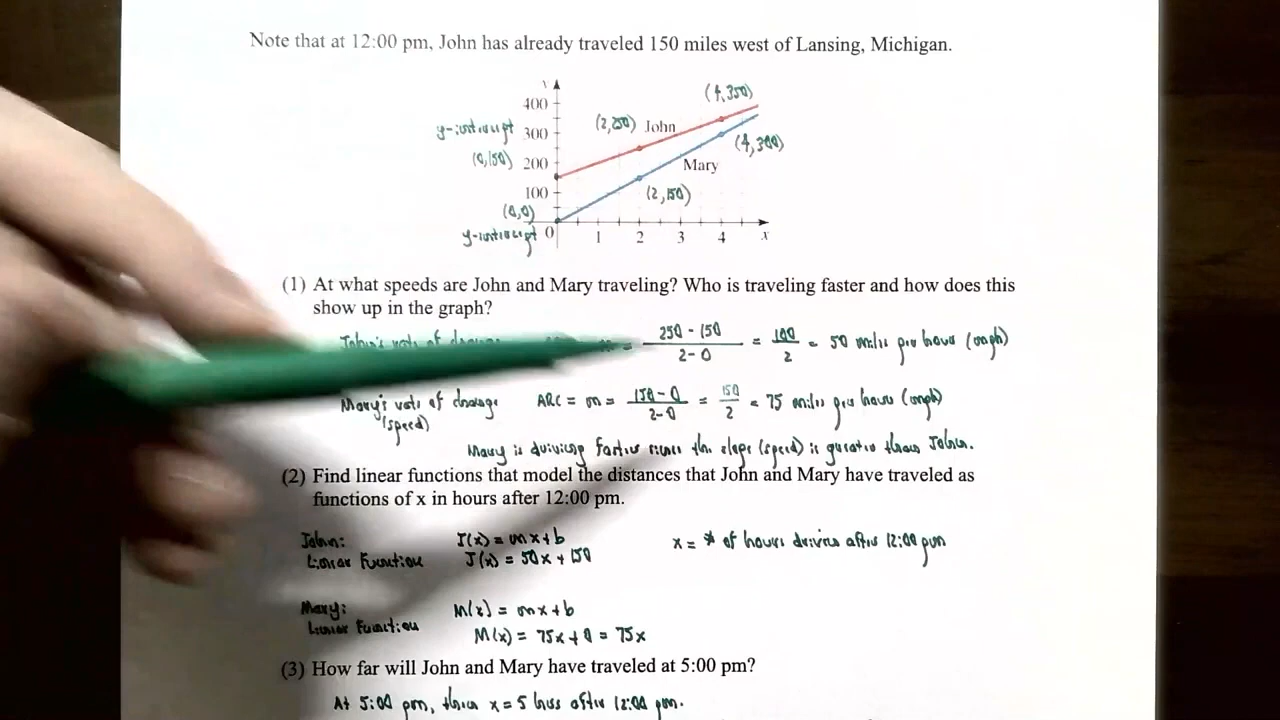 Note that at 12:00 pm, John has already traveled 150 miles west of Lansing, Michigan.
y
400
(4,350)
y-intercept
300
(2,250)
John
(4,300)
(0,150)
200
Mary
100
(2,150)
(0,0)
y-intercept
0
1
2
3
4
x
(1) At what speeds are John and Mary traveling? Who is traveling faster and how does this
show up in the graph?
John's rate of change
= 250 - 150 / 2 - 0 = 100 / 2 = 50 miles per hour (mph)
Mary's rate of change
(speed)
ARC = m = 150 - 0 / 2 - 0 = 150 / 2 = 75 miles per hour (mph)
Mary is driving faster since the slope (speed) is greater than John.
(2) Find linear functions that model the distances that John and Mary have traveled as
functions of x in hours after 12:00 pm.
John:
Linear Function
J(x) = mx + b
J(x) = 50x + 150
x = # of hours driven after 12:00 pm
Mary:
Linear Function
M(x) = mx + b
M(x) = 75x + 0 = 75x
(3) How far will John and Mary have traveled at 5:00 pm?
At 5:00 pm, then x = 5 hrs after 12:00 pm.